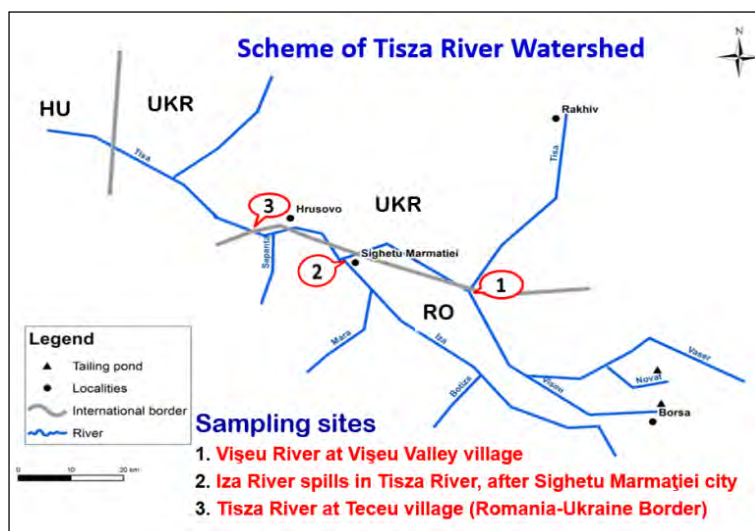 Scheme of Tisza River Watershed
N
HU
UKR
Tisa
Rakhiv
Tisa
3
Hrusovo
UKR
Sapanta
Sighetu Marmatiei
2
1
RO
Mara
Iza
Botiza
Viseu
Vaser
Novat
Borsa
Legend
Tailing pond
Localities
International border
River
0 10 20 km
Sampling sites
1. Vişeu River at Vişeu Valley village
2. Iza River spills in Tisza River, after Sighetu Marmaţiei city
3. Tisza River at Teceu village (Romania-Ukraine Border)